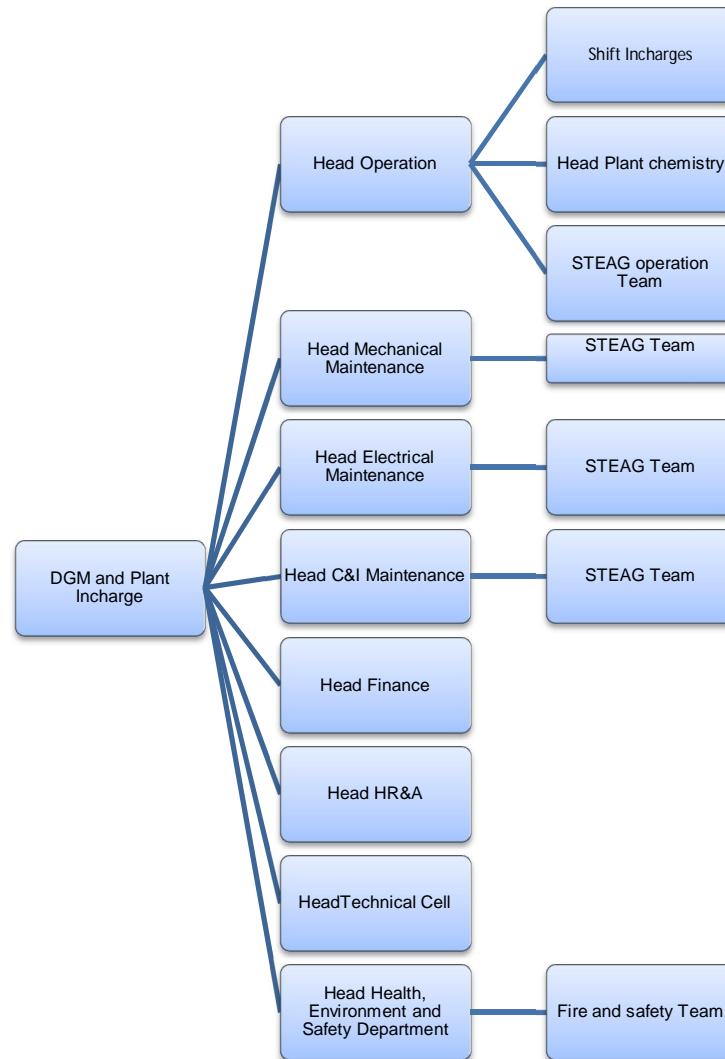 Shift Incharges
Head Operation
Head Plant chemistry
STEAG operation
Team
Head Mechanical
Maintenance
STEAG Team
Head Electrical
Maintenance
STEAG Team
DGM and Plant
Incharge
Head C&I Maintenance
STEAG Team
Head Finance
Head HR&A
HeadTechnical Cell
Head Health,
Environment and
Safety Department
Fire and safety Team